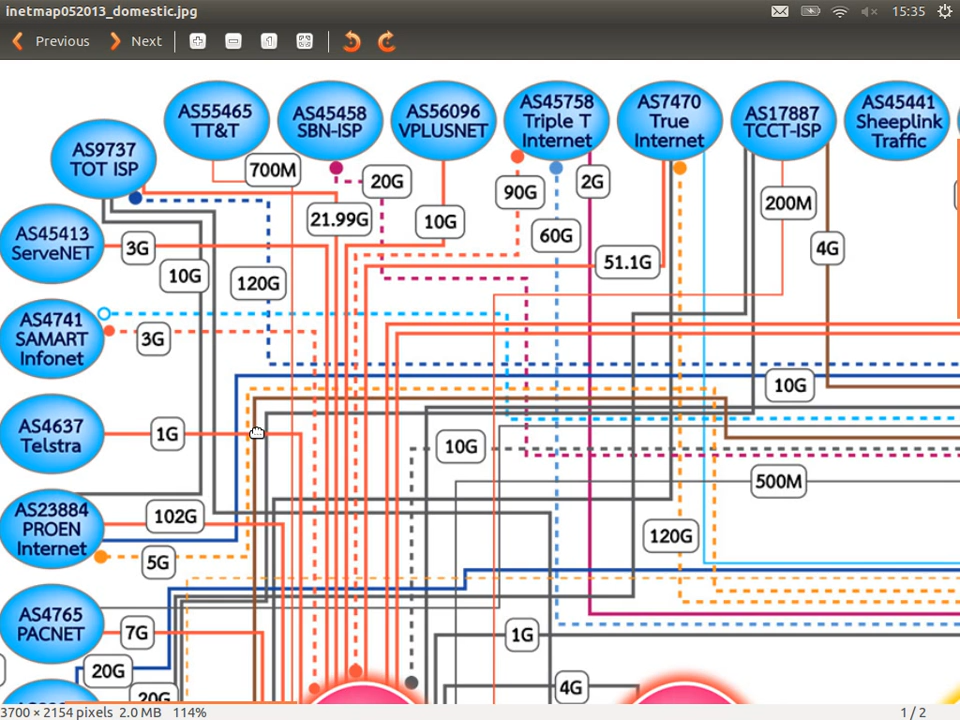 inetmap052013_domestic.jpg
15:35
Previous
Next
AS55465
TT&T
AS45458
SBN-ISP
AS56096
VPLUSNET
AS45758
Triple T
Internet
AS7470
True
Internet
AS17887
TCCT-ISP
AS45441
Sheeplink
Traffic
AS9737
TOT ISP
700M
20G
90G
2G
200M
21.99G
10G
60G
4G
AS45413
ServeNET
3G
10G
120G
51.1G
AS4741
SAMART
Infonet
3G
10G
AS4637
Telstra
1G
10G
500M
AS23884
PROEN
Internet
102G
5G
120G
AS4765
PACNET
7G
1G
20G
20G
4G
3700 × 2154 pixels 2.0 MB 114%
1 / 2